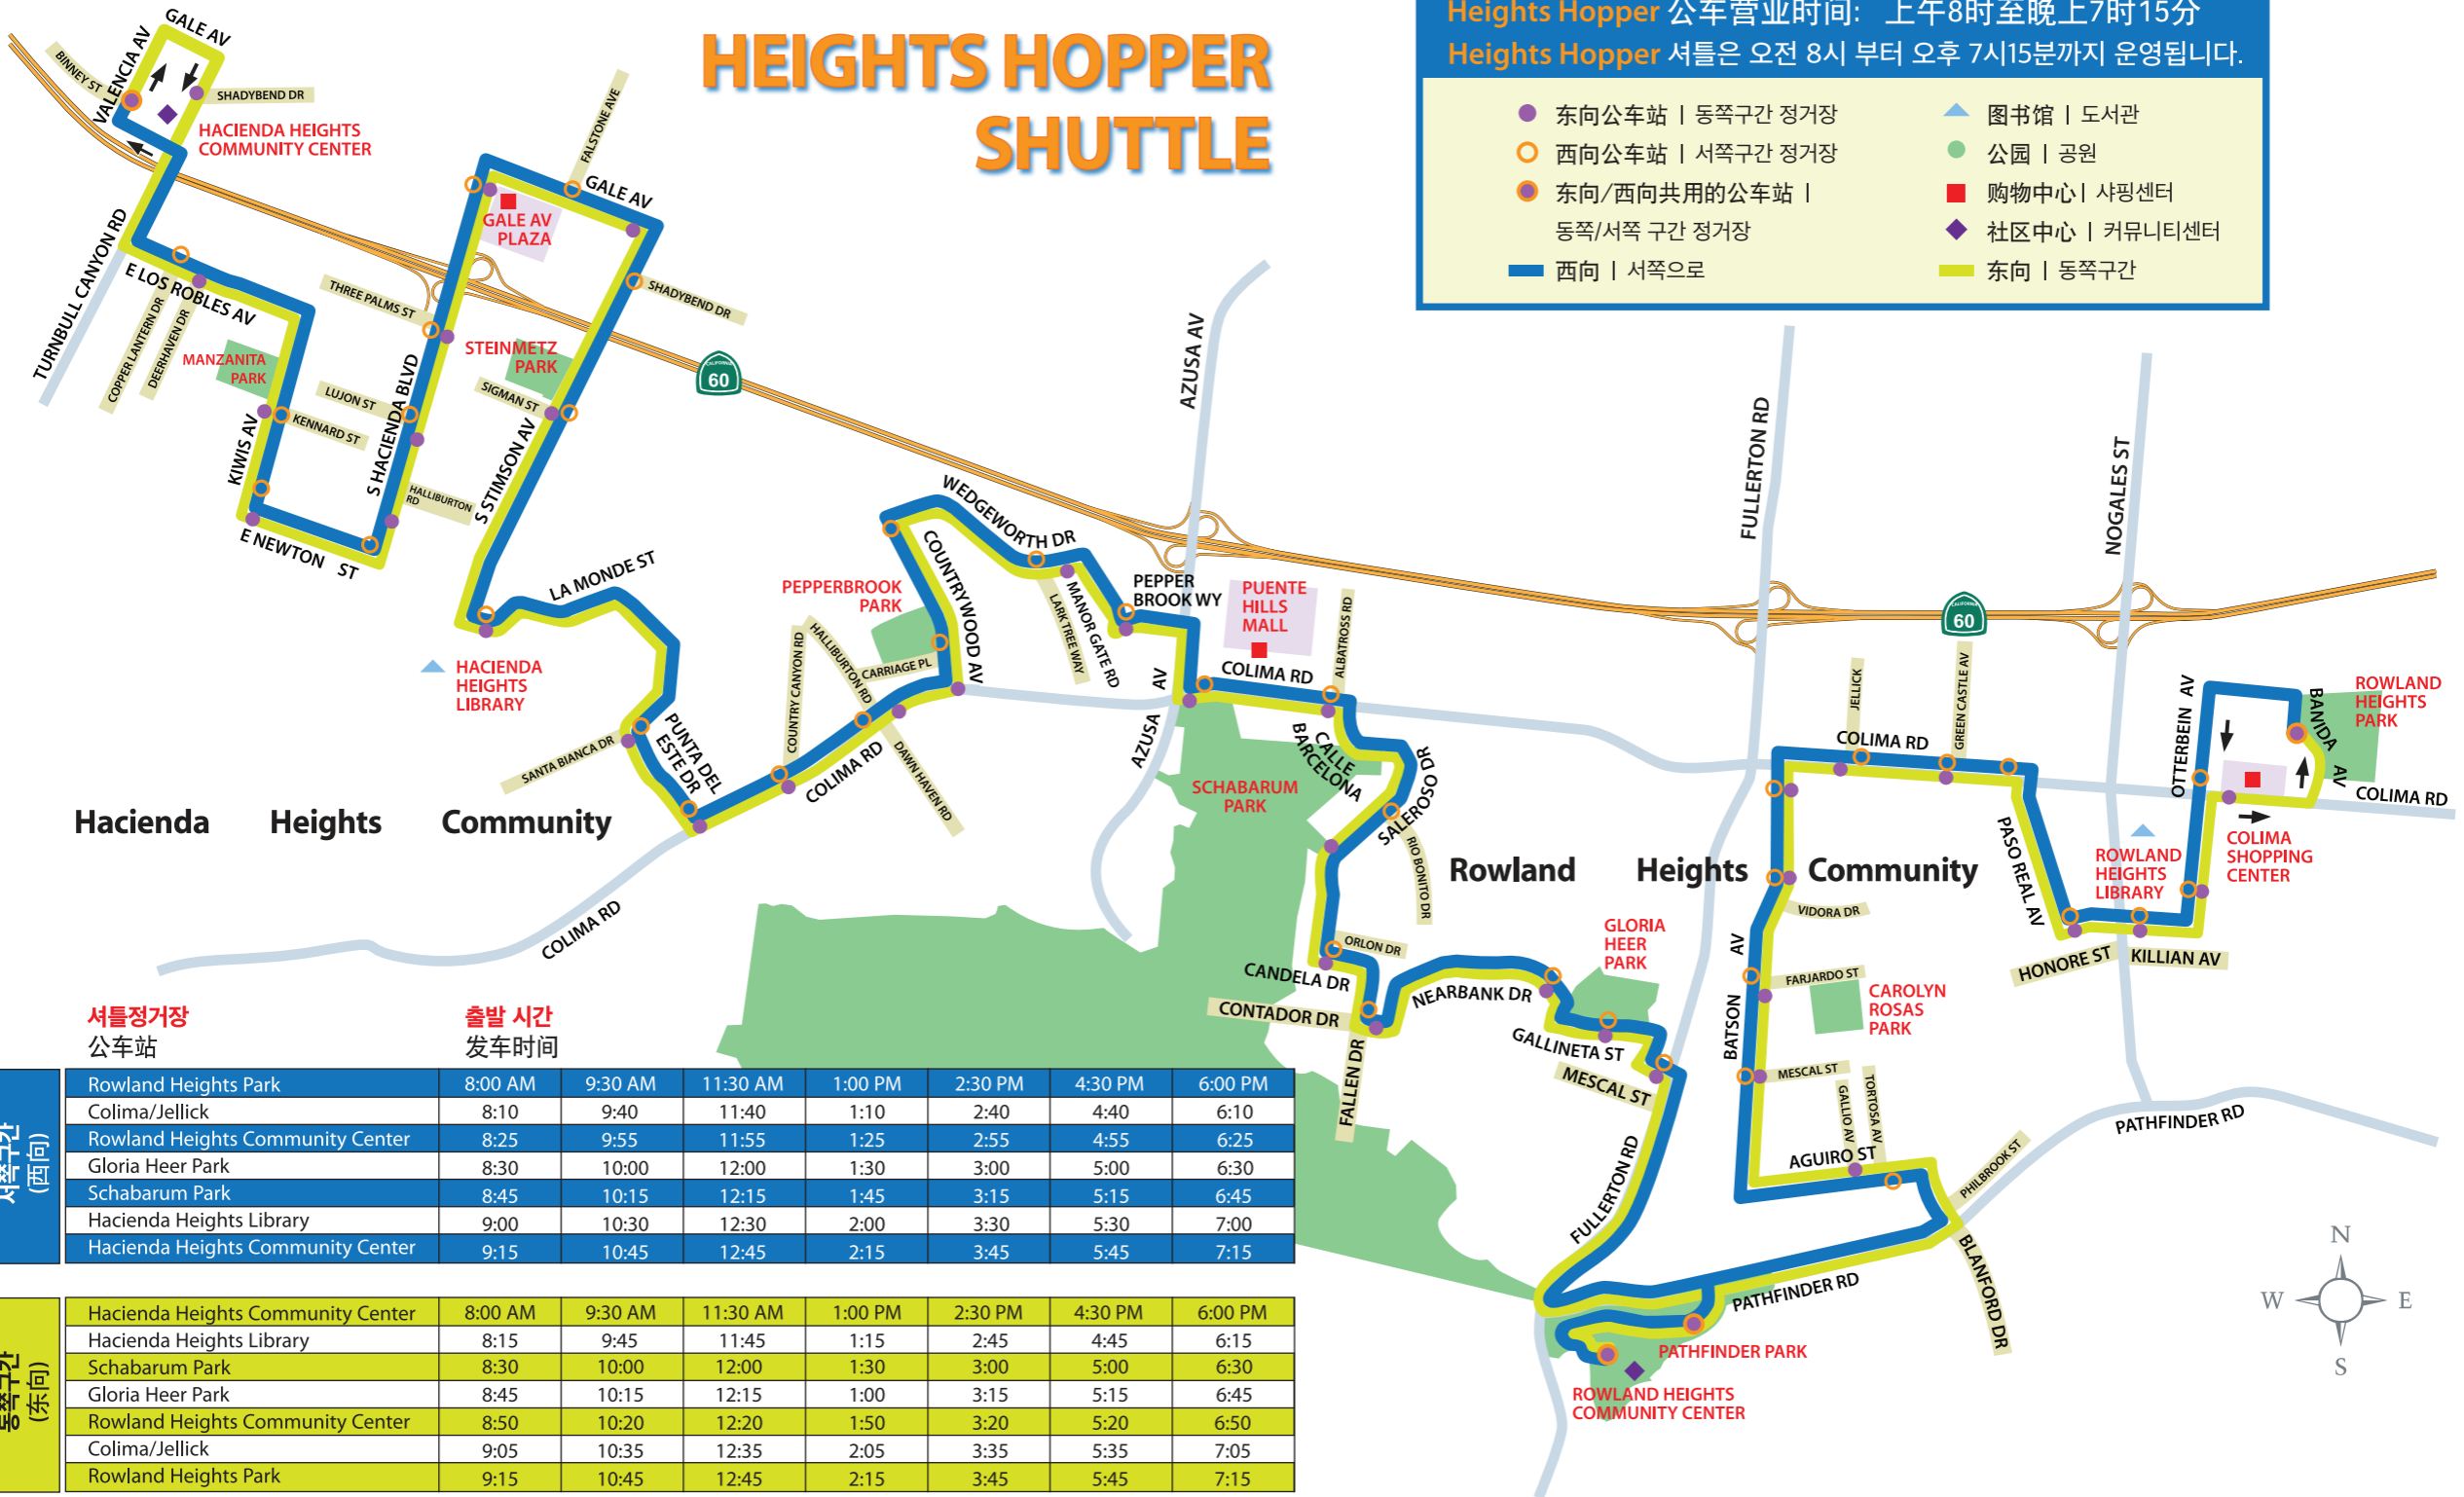 HEIGHTS HOPPER
SHUTTLE
Heights Hopper 公车营业时间: 上午8时至晚上7时15分
Heights Hopper 셔틀은 오전 8시 부터 오후 7시15분까지 운영됩니다.
东向公车站 | 동쪽구간 정거장
西向公车站 | 서쪽구간 정거장
东向/西向共用的公车站 |
동쪽/서쪽 구간 정거장
西向 | 서쪽으로
图书馆 | 도서관
公园 | 공원
购物中心 | 샤핑센터
社区中心 | 커뮤니티센터
东向 | 동쪽구간
GALE AV
VALENCIA AV
BINNEY ST
SHADYBEND DR
HACIENDA HEIGHTS
COMMUNITY CENTER
TURNBULL CANYON RD
E LOS ROBLES AV
COPPER LANTERN DR
DEERHAVEN DR
MANZANITA
PARK
KIWIS AV
KENNARD ST
E NEWTON ST
THREE PALMS ST
LUJON ST
S HACIENDA BLVD
HALLIBURTON
RD
GALE AV
PLAZA
FALSTONE AVE
GALE AV
SHADYBEND DR
STEINMETZ
PARK
SIGMAN ST
S STIMSON AV
CALIFORNIA
60
LA MONDE ST
HACIENDA
HEIGHTS
LIBRARY
SANTA BIANCA DR
PUNTA DEL
ESTE DR
COLIMA RD
COLIMA RD
COUNTRY CANYON RD
HALLIBURTON RD
DAWN HAVEN RD
CARRIAGE PL
PEPPERBROOK
PARK
COUNTRYWOOD AV
WEDGEWORTH DR
LARK TREE WAY
MANOR GATE RD
PEPPER
BROOK WY
AZUSA AV
AZUSA AV
PUENTE
HILLS
MALL
COLIMA RD
ALBATROSS RD
CALLE
BARCELONA
SCHABARUM
PARK
SALEROSO DR
RIO BONITO DR
ORLON DR
CANDELA DR
CONTADOR DR
FALLEN DR
NEARBANK DR
GLORIA
HEER
PARK
GALLINETA ST
MESCAL ST
FULLERTON RD
FULLERTON RD
NOGALES ST
CALIFORNIA
60
JELLICK
GREEN CASTLE AV
COLIMA RD
PASO REAL AV
VIDORA DR
BATSON AV
FARJARDO ST
CAROLYN
ROSAS
PARK
MESCAL ST
GALLIO AV
TORTOSA AV
AGUIRO ST
PHILBROOK ST
BLANFORD DR
PATHFINDER RD
PATHFINDER RD
PATHFINDER PARK
ROWLAND HEIGHTS
COMMUNITY CENTER
HONORE ST
KILLIAN AV
ROWLAND
HEIGHTS
LIBRARY
OTTERBEIN AV
BANIDA AV
ROWLAND
HEIGHTS
PARK
COLIMA RD
COLIMA
SHOPPING
CENTER
Hacienda Heights Community
Rowland Heights Community
N
W E
S
셔틀정거장 출발 시간
公车站 发车时间
서쪽구간
(西向)
Rowland Heights Park 8:00 AM 9:30 AM 11:30 AM 1:00 PM 2:30 PM 4:30 PM 6:00 PM
Colima/Jellick 8:10 9:40 11:40 1:10 2:40 4:40 6:10
Rowland Heights Community Center 8:25 9:55 11:55 1:25 2:55 4:55 6:25
Gloria Heer Park 8:30 10:00 12:00 1:30 3:00 5:00 6:30
Schabarum Park 8:45 10:15 12:15 1:45 3:15 5:15 6:45
Hacienda Heights Library 9:00 10:30 12:30 2:00 3:30 5:30 7:00
Hacienda Heights Community Center 9:15 10:45 12:45 2:15 3:45 5:45 7:15
동쪽구간
(东向)
Hacienda Heights Community Center 8:00 AM 9:30 AM 11:30 AM 1:00 PM 2:30 PM 4:30 PM 6:00 PM
Hacienda Heights Library 8:15 9:45 11:45 1:15 2:45 4:45 6:15
Schabarum Park 8:30 10:00 12:00 1:30 3:00 5:00 6:30
Gloria Heer Park 8:45 10:15 12:15 1:00 3:15 5:15 6:45
Rowland Heights Community Center 8:50 10:20 12:20 1:50 3:20 5:20 6:50
Colima/Jellick 9:05 10:35 12:35 2:05 3:35 5:35 7:05
Rowland Heights Park 9:15 10:45 12:45 2:15 3:45 5:45 7:15